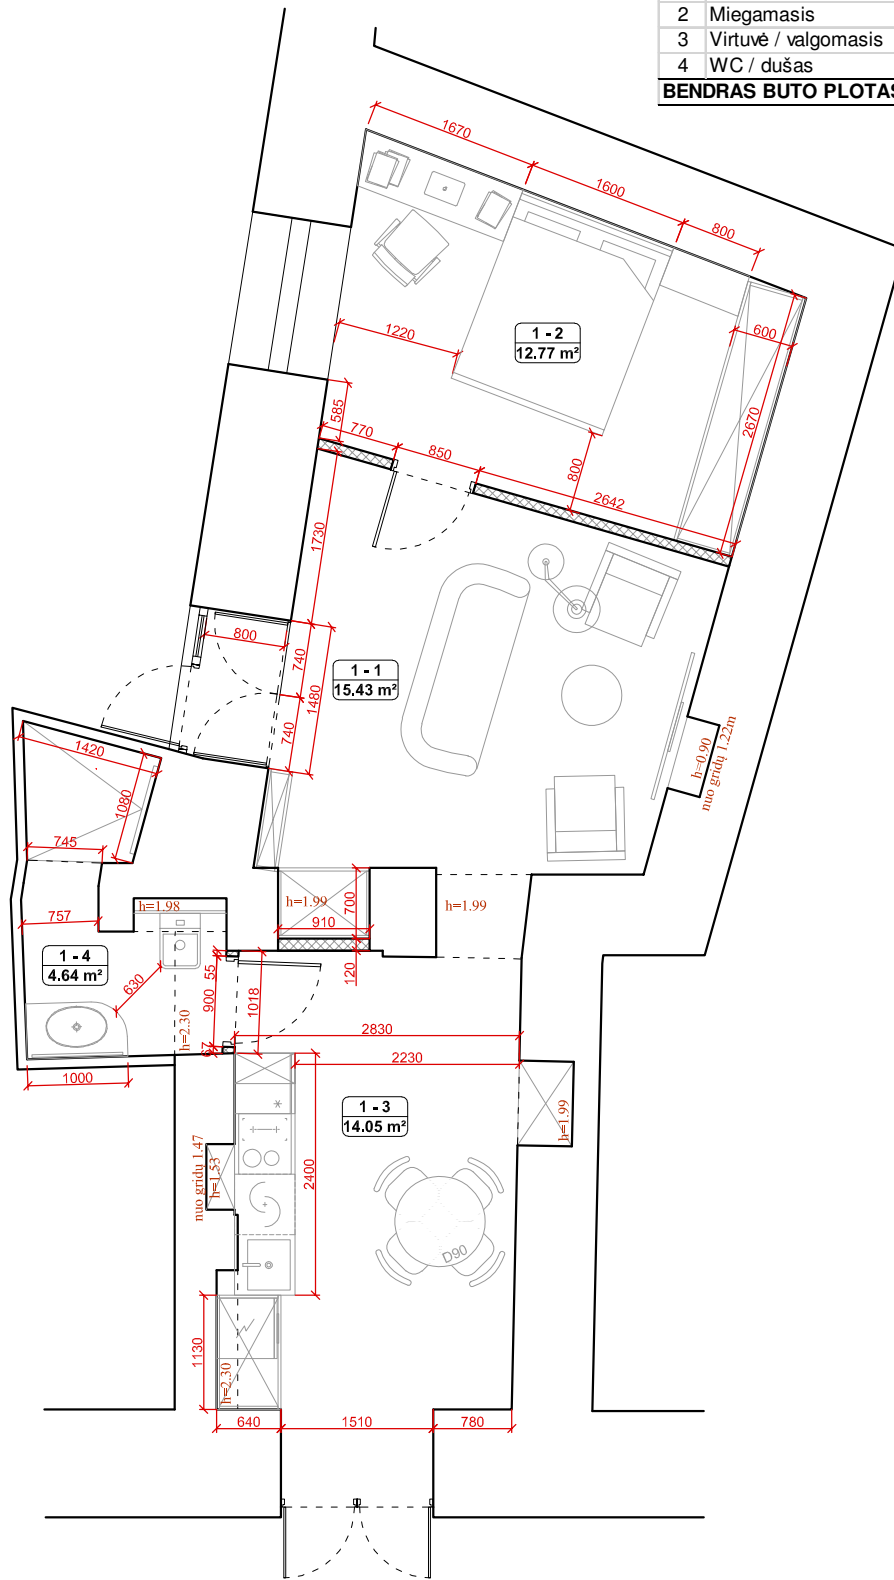 2 Miegamasis
3 Virtuvė / valgomasis
4 WC / dušas
BENDRAS BUTO PLOTAS
1670
1600
800
1220
1 - 2
12.77 m²
600
585
770
850
2670
800
2642
1730
800
740
1 - 1
15.43 m²
1480
740
1420
h=0.90
nuo gridų 1.22m
1080
745
h=1.98
h=1.99
700
h=1.99
757
910
1 - 4
4.64 m²
630
55
900
1018
120
h=2.30
67
2830
2230
1000
1 - 3
14.05 m²
h=1.99
nuo gridų 1.47
h=1.53
2400
D90
1130
h=2.30
640
1510
780